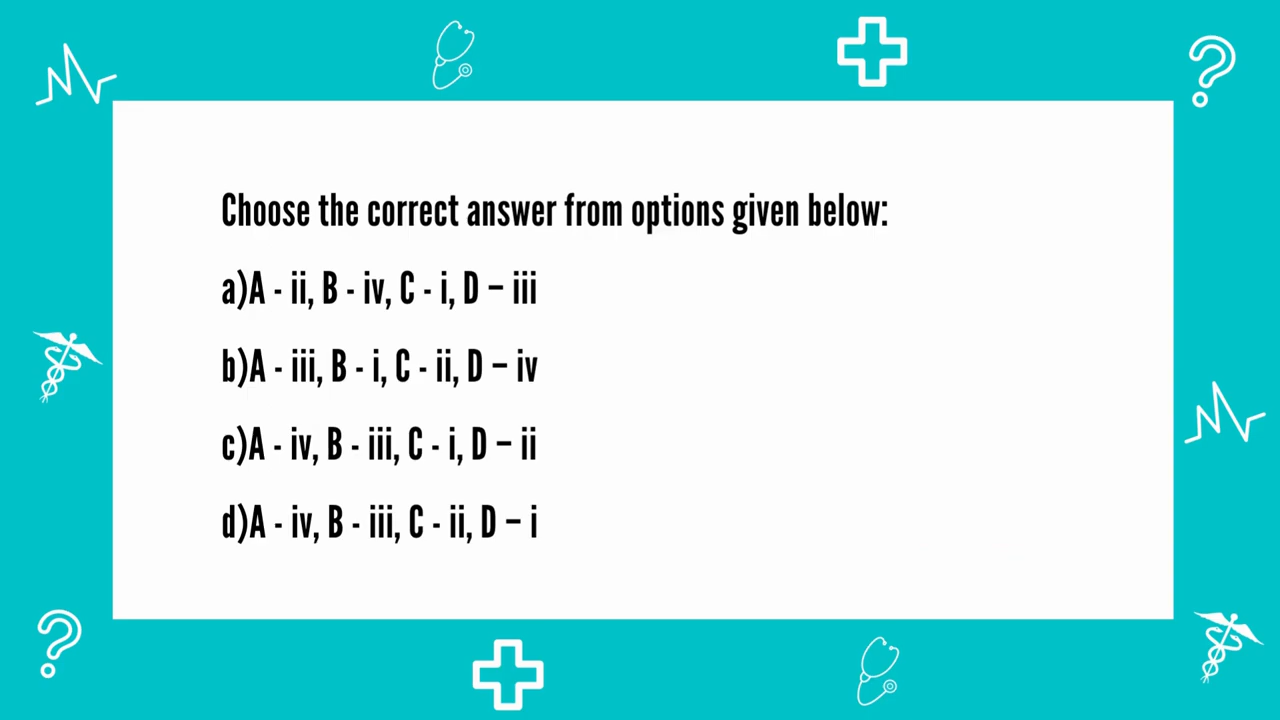 Choose the correct answer from options given below:
a)A - ii, B - iv, C - i, D – iii
b)A - iii, B - i, C - ii, D – iv
c)A - iv, B - iii, C - i, D – ii
d)A - iv, B - iii, C - ii, D – i